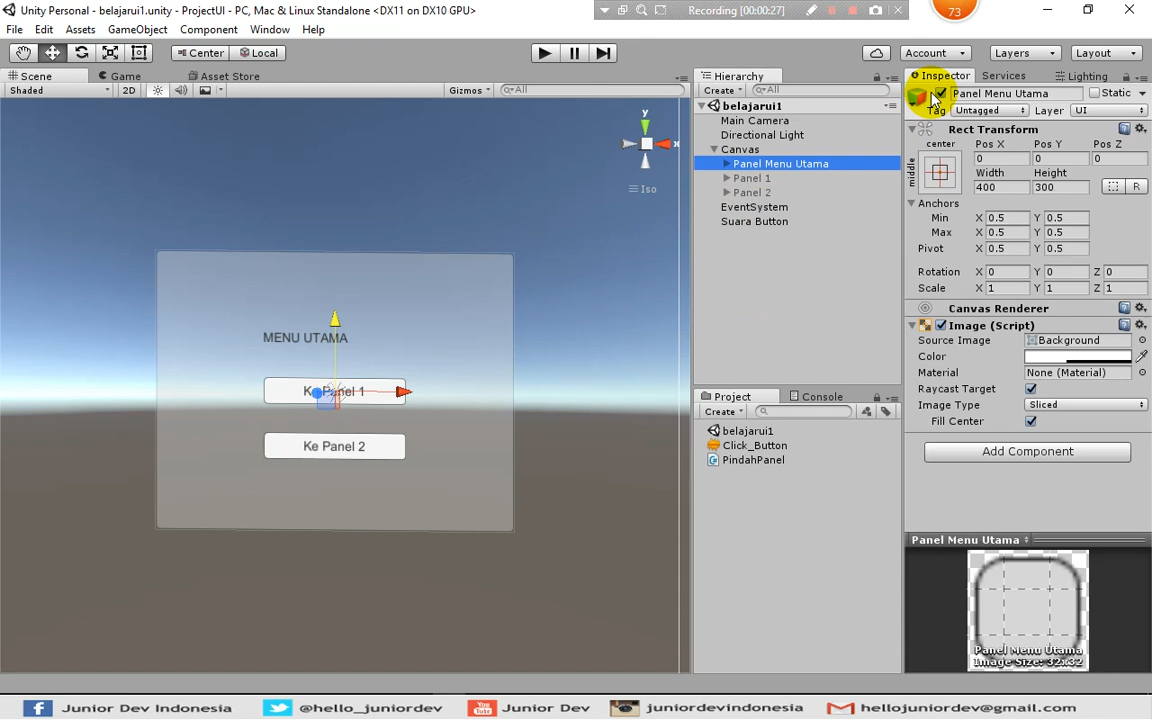 Unity Personal - belajarui1.unity - ProjectUI - PC, Mac & Linux Standalone <DX11 on DX10 GPU>
Recording [00:00:27]
73
File Edit Assets GameObject Component Window Help
Center Local
Account Layers Layout
Scene Game Asset Store
Shaded 2D Gizmos All
y
x
Iso
MENU UTAMA
Ke Panel 1
Ke Panel 2
Hierarchy
Create All
belajarui1
Main Camera
Directional Light
Canvas
Panel Menu Utama
Panel 1
Panel 2
EventSystem
Suara Button
Project Console
Create
belajarui1
Click_Button
PindahPanel
Inspector Services Lighting
Panel Menu Utama Static
Tag Untagged Layer UI
Rect Transform
center Pos X Pos Y Pos Z
middle 0 0 0
Width Height
400 300 R
Anchors
Min X 0.5 Y 0.5
Max X 0.5 Y 0.5
Pivot X 0.5 Y 0.5
Rotation X 0 Y 0 Z 0
Scale X 1 Y 1 Z 1
Canvas Renderer
Image (Script)
Source Image Background
Color
Material None (Material)
Raycast Target
Image Type Sliced
Fill Center
Add Component
Panel Menu Utama
Panel Menu Utama
Image Size: 32x32
Junior Dev Indonesia @hello_juniordev Junior Dev juniordevindonesia hellojuniordev@gmail.com